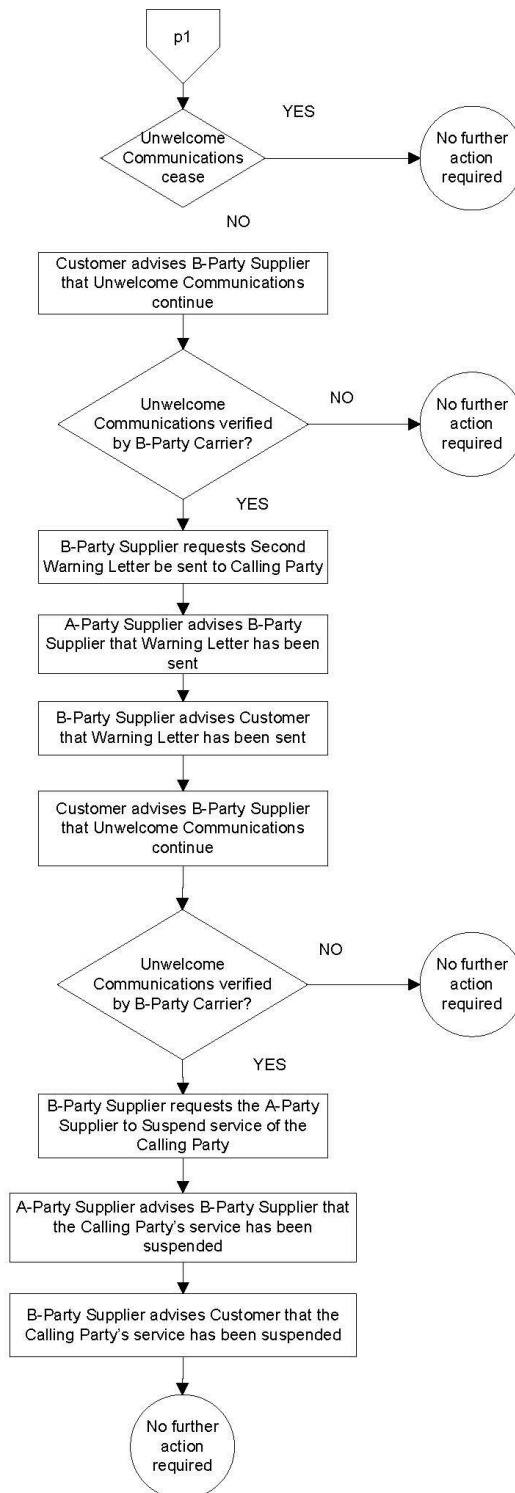 p1
YES
Unwelcome
Communications
cease
No further
action
required
NO
Customer advises B-Party Supplier
that Unwelcome Communications
continue
Unwelcome
Communications verified
by B-Party Carrier?
NO
No further
action
required
YES
B-Party Supplier requests Second
Warning Letter be sent to Calling Party
A-Party Supplier advises B-Party
Supplier that Warning Letter has been
sent
B-Party Supplier advises Customer
that Warning Letter has been sent
Customer advises B-Party Supplier
that Unwelcome Communications
continue
Unwelcome
Communications verified
by B-Party Carrier?
NO
No further
action
required
YES
B-Party Supplier requests the A-Party
Supplier to Suspend service of the
Calling Party
A-Party Supplier advises B-Party Supplier that
the Calling Party's service has been
suspended
B-Party Supplier advises Customer that the
Calling Party's service has been suspended
No further
action
required